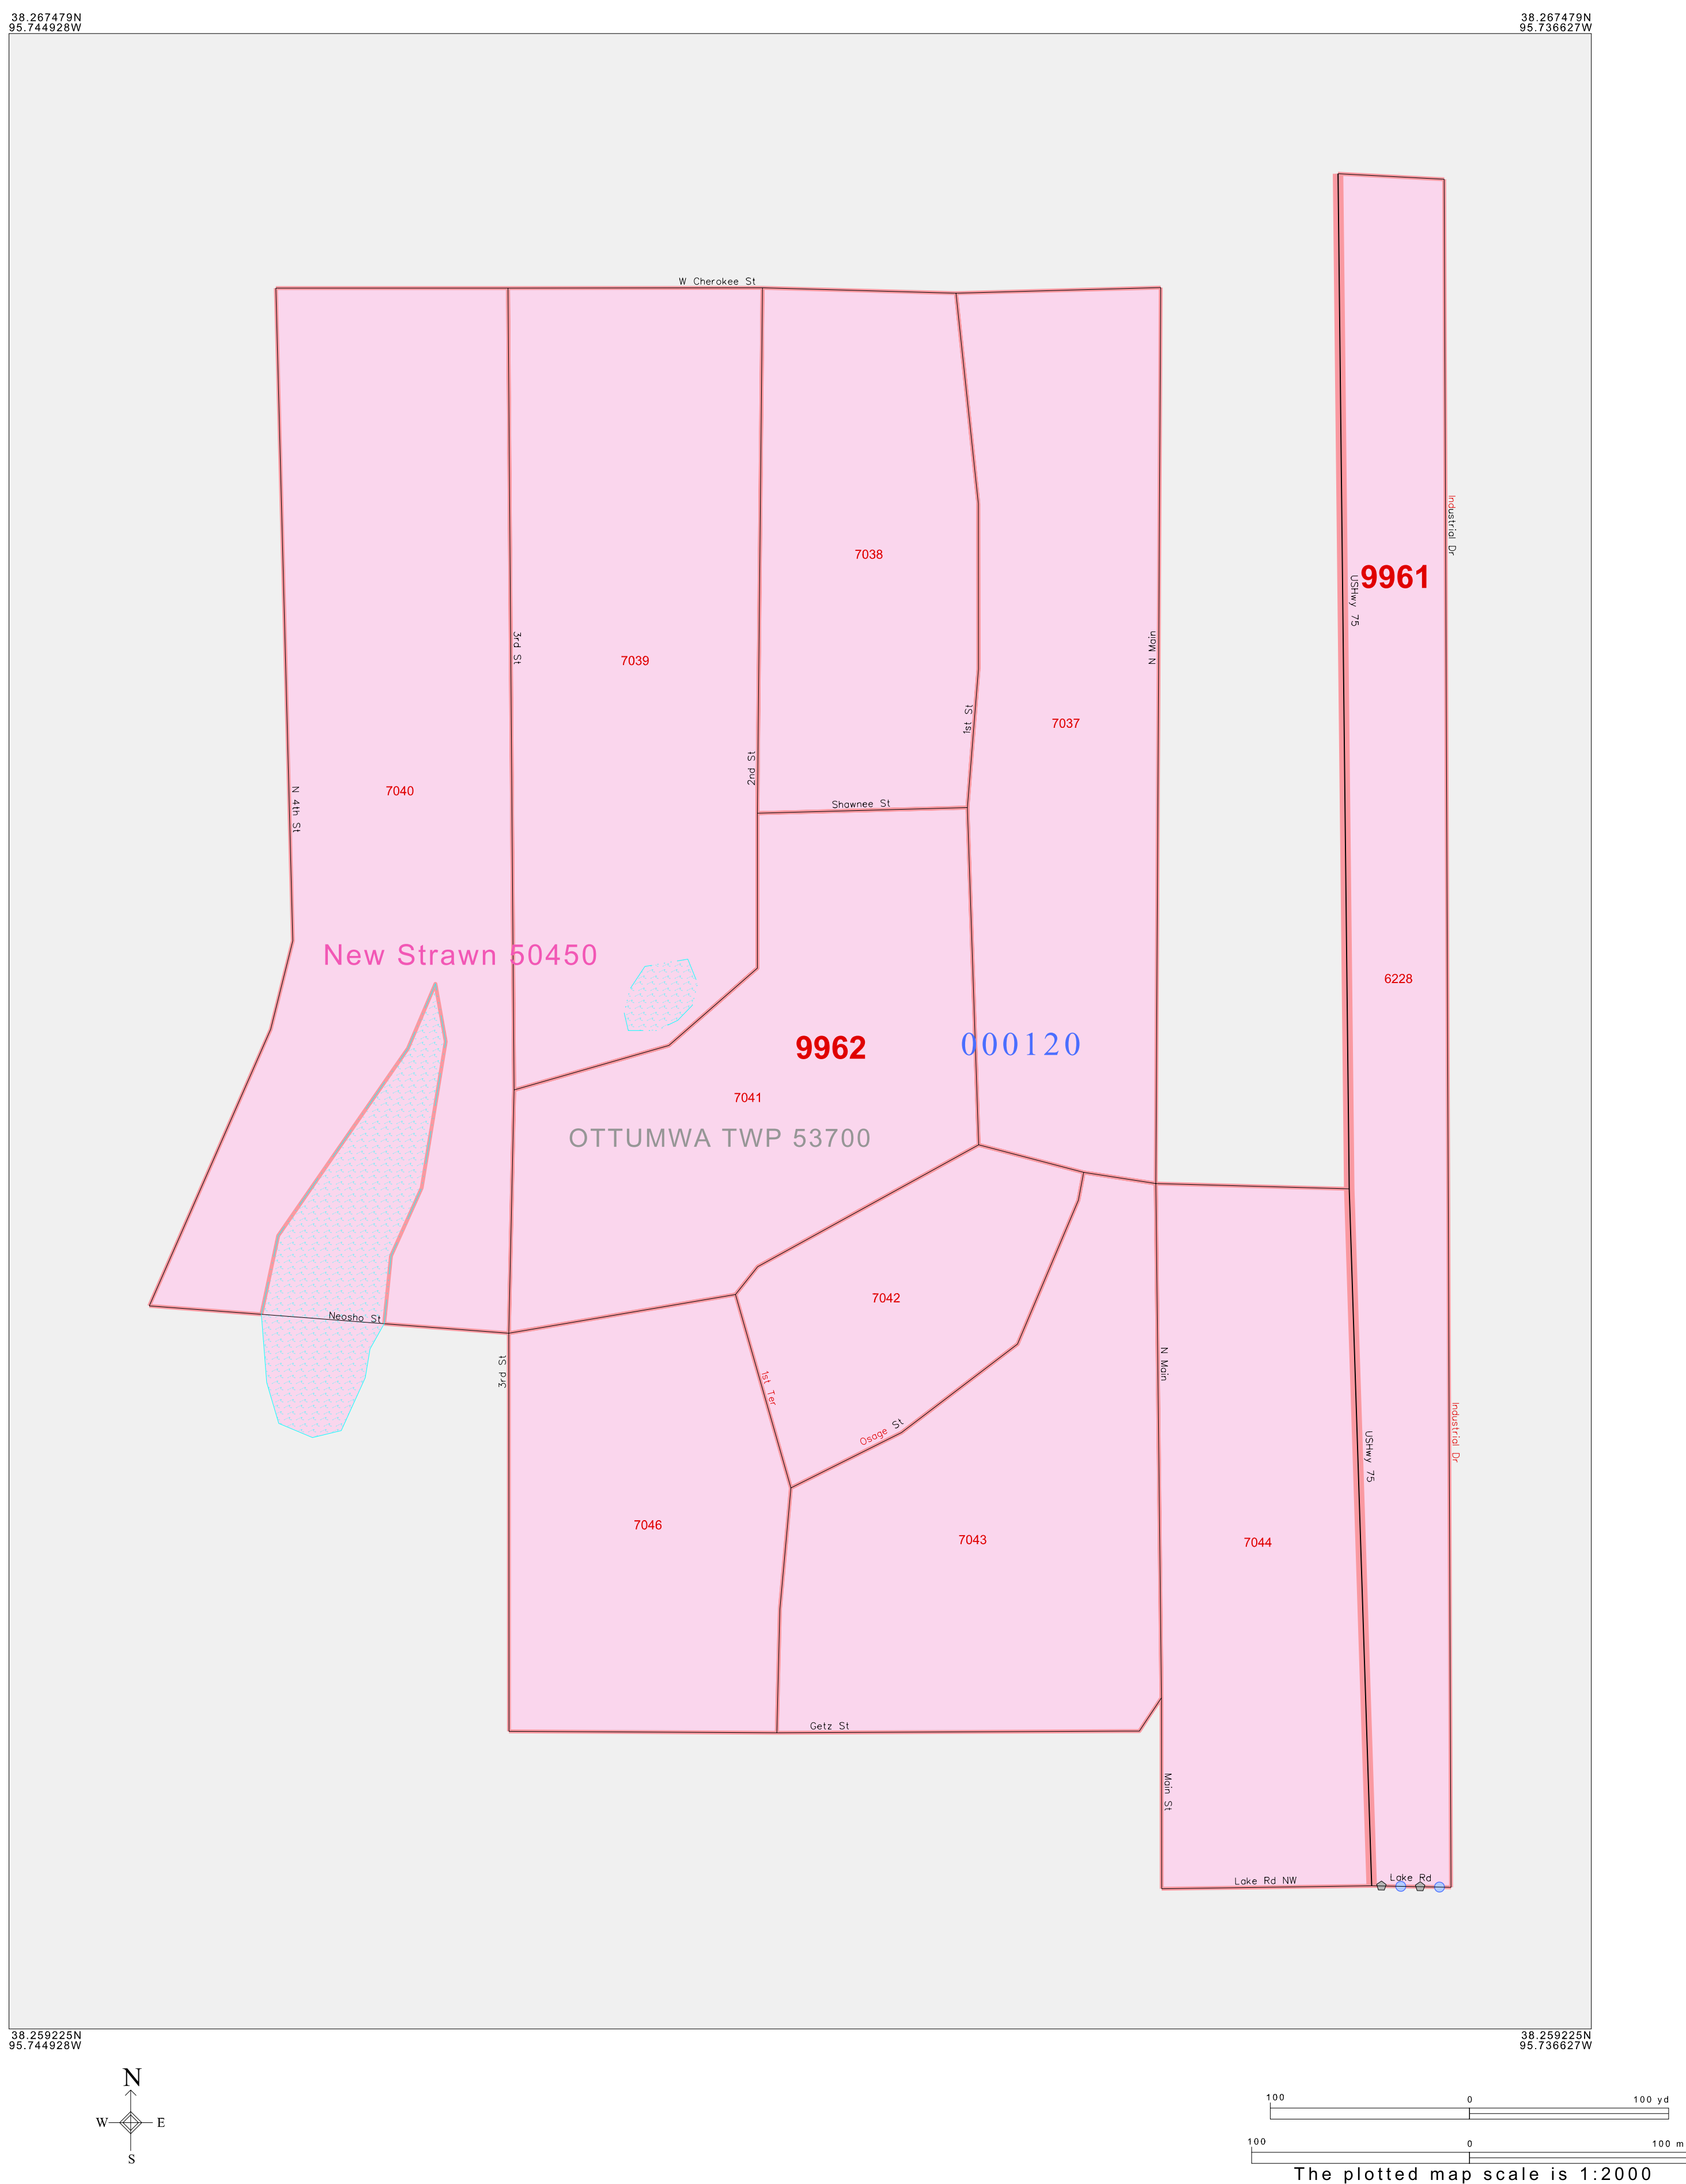 38.267479N
95.744928W
38.267479N
95.736627W
W Cherokee St
Industrial Dr
7038
9961
USHwy 75
3rd St
N Main
7039
1st St
7037
2nd St
7040
N 4th St
Shawnee St
New Strawn 50450
6228
9962
000120
7041
OTTUMWA TWP 53700
7042
Neosho St
3rd St
N Main
1st Ter
Osage St
Industrial Dr
USHwy 75
7046
7043
7044
Getz St
Main St
Lake Rd NW
Lake Rd
38.259225N
95.744928W
38.259225N
95.736627W
N
W E
S
100 0 100 yd
100 0 100 m
The plotted map scale is 1:2000